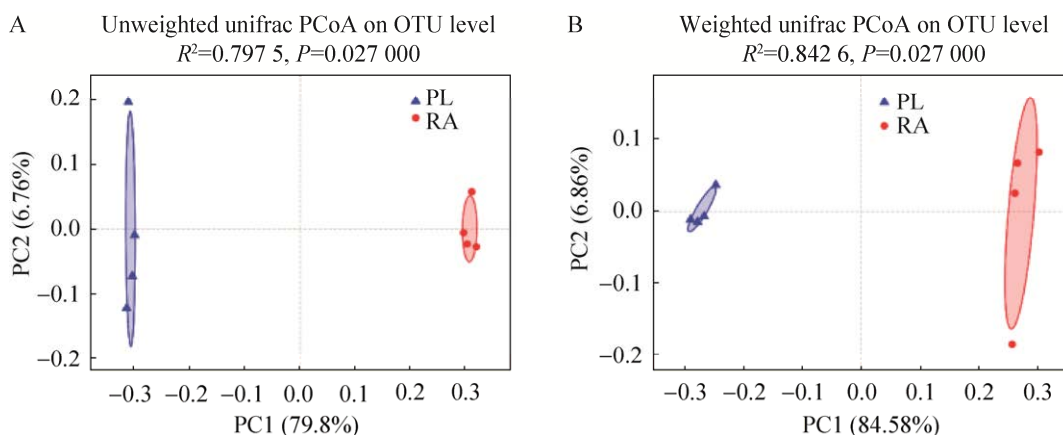 A
Unweighted unifrac PCoA on OTU level
R²=0.797 5, P=0.027 000
PL
RA
0.2
0.1
0.0
−0.1
−0.2
PC2 (6.76%)
−0.3 −0.2 −0.1 0.0 0.1 0.2 0.3
PC1 (79.8%)
B
Weighted unifrac PCoA on OTU level
R²=0.842 6, P=0.027 000
PL
RA
0.1
0.0
−0.1
−0.2
PC2 (6.86%)
−0.3 −0.2 −0.1 0.0 0.1 0.2 0.3
PC1 (84.58%)